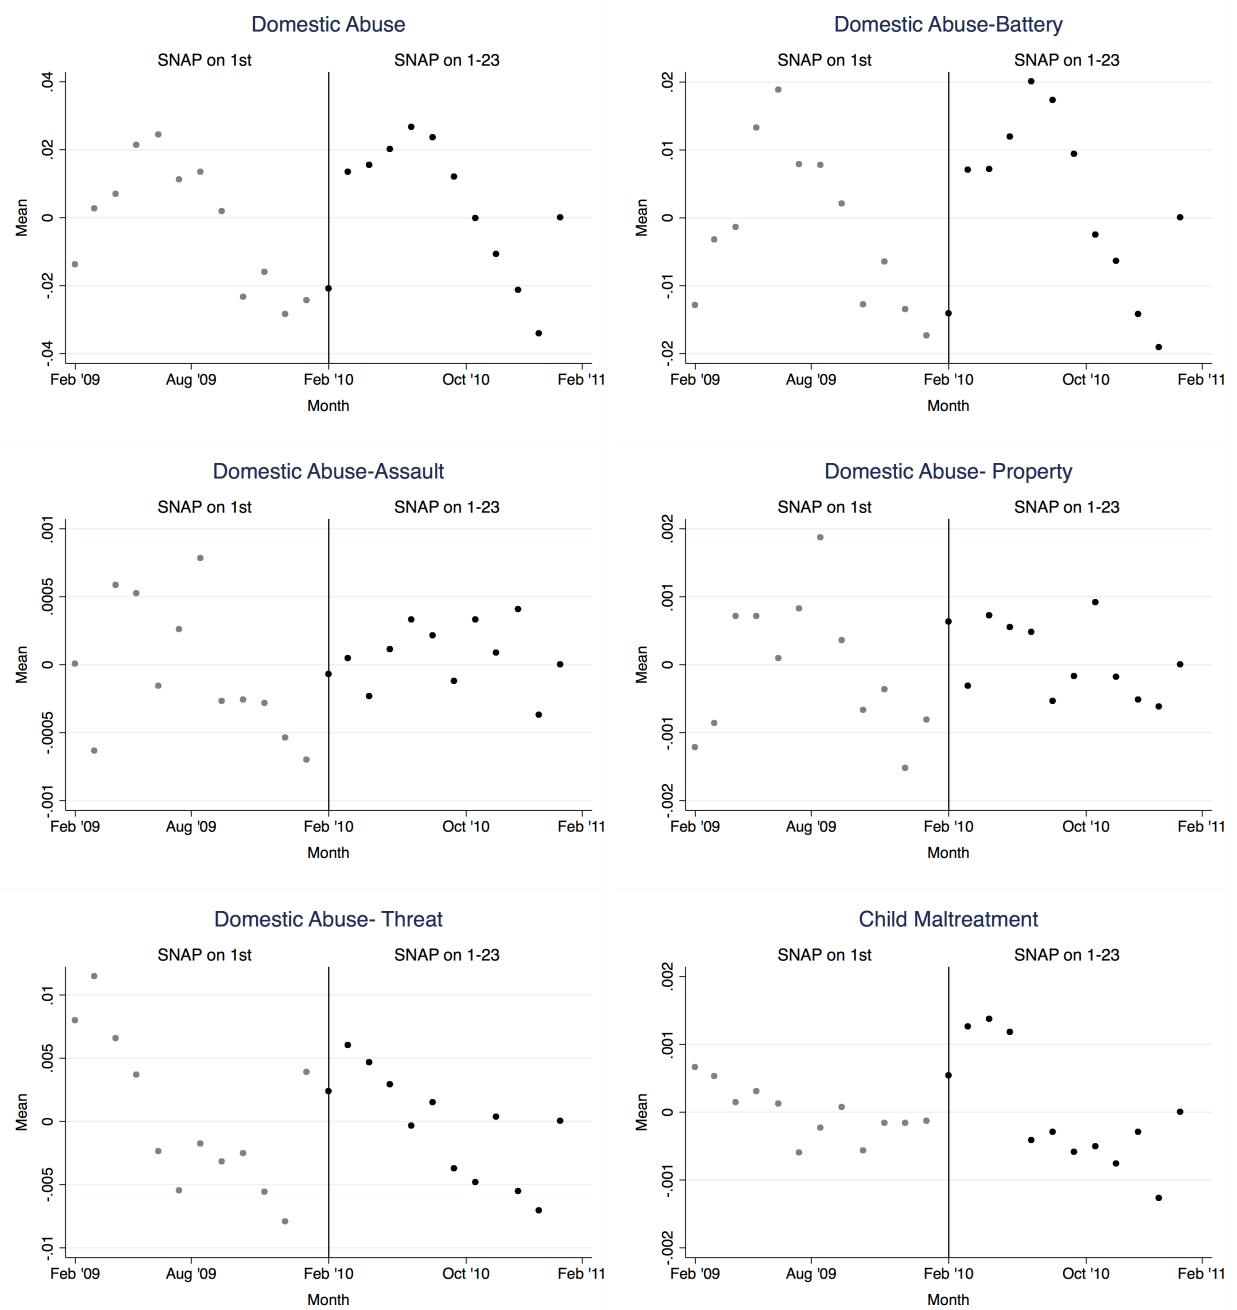 Domestic Abuse
SNAP on 1st SNAP on 1-23
.04
.02
0
-.02
-.04
Mean
Feb '09 Aug '09 Feb '10 Oct '10 Feb '11
Month
Domestic Abuse-Battery
SNAP on 1st SNAP on 1-23
.02
.01
0
-.01
-.02
Mean
Feb '09 Aug '09 Feb '10 Oct '10 Feb '11
Month
Domestic Abuse-Assault
SNAP on 1st SNAP on 1-23
.001
.0005
0
-.0005
-.001
Mean
Feb '09 Aug '09 Feb '10 Oct '10 Feb '11
Month
Domestic Abuse- Property
SNAP on 1st SNAP on 1-23
.002
.001
0
-.001
-.002
Mean
Feb '09 Aug '09 Feb '10 Oct '10 Feb '11
Month
Domestic Abuse- Threat
SNAP on 1st SNAP on 1-23
.01
.005
0
-.005
-.01
Mean
Feb '09 Aug '09 Feb '10 Oct '10 Feb '11
Month
Child Maltreatment
SNAP on 1st SNAP on 1-23
.002
.001
0
-.001
-.002
Mean
Feb '09 Aug '09 Feb '10 Oct '10 Feb '11
Month